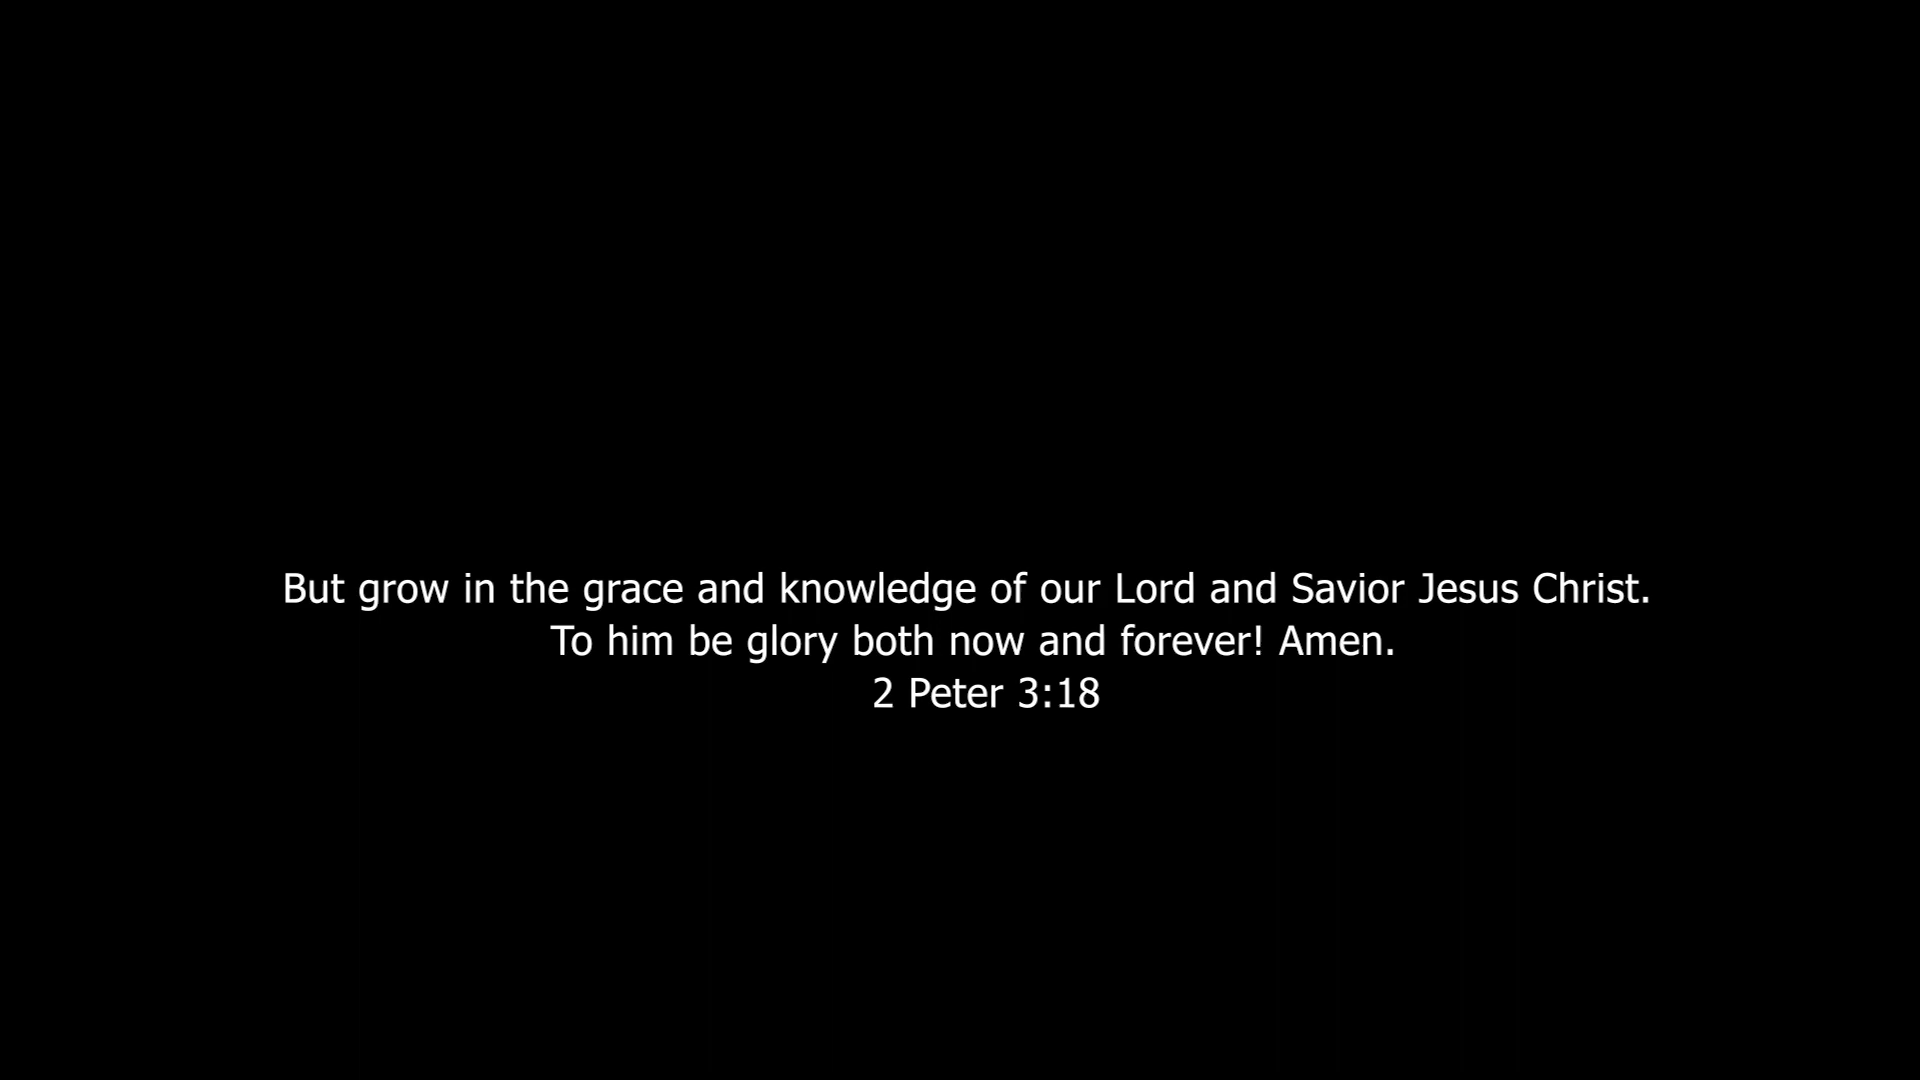 But grow in the grace and knowledge of our Lord and Savior Jesus Christ.
To him be glory both now and forever! Amen.
2 Peter 3:18